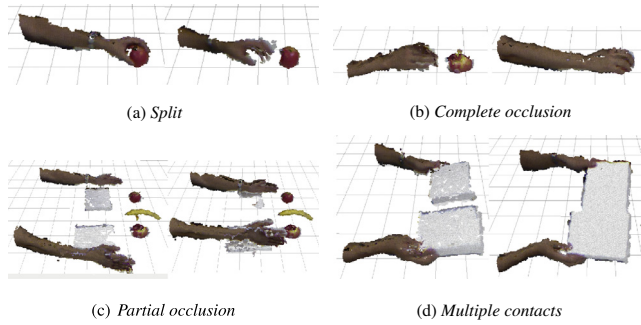 (a) Split
(b) Complete occlusion
(c) Partial occlusion
(d) Multiple contacts